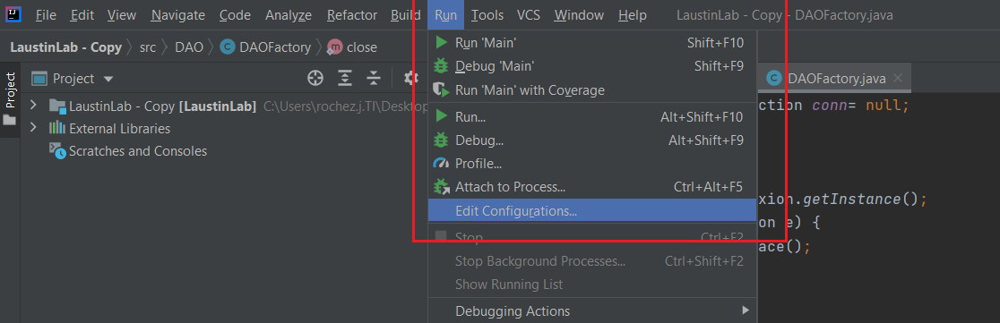 File Edit View Navigate Code Analyze Refactor Build Run Tools VCS Window Help LaustinLab - Copy - DAOFactory.java
LaustinLab - Copy src DAO DAOFactory close
Project
Project
LaustinLab - Copy [LaustinLab] C:\Users\rochez.j.TI\Desktop
External Libraries
Scratches and Consoles
Run 'Main' Shift+F10
Debug 'Main' Shift+F9
Run 'Main' with Coverage
Run... Alt+Shift+F10
Debug... Alt+Shift+F9
Profile...
Attach to Process... Ctrl+Alt+F5
Edit Configurations...
Stop Ctrl+F2
Stop Background Processes... Ctrl+Shift+F2
Show Running List
Debugging Actions
DAOFactory.java
ction conn= null;
xion.getInstance();
on e) {
ace();